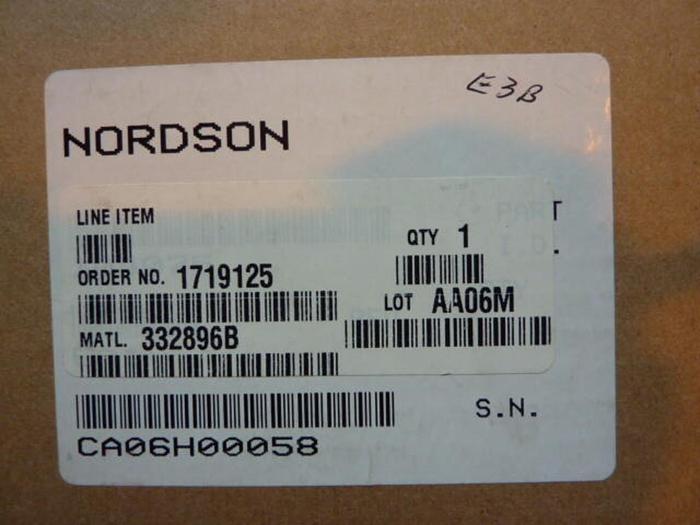 E3B
NORDSON
LINE ITEM
QTY 1
ORDER NO. 1719125
LOT AA06M
MATL. 332896B
S.N.
CA06H00058